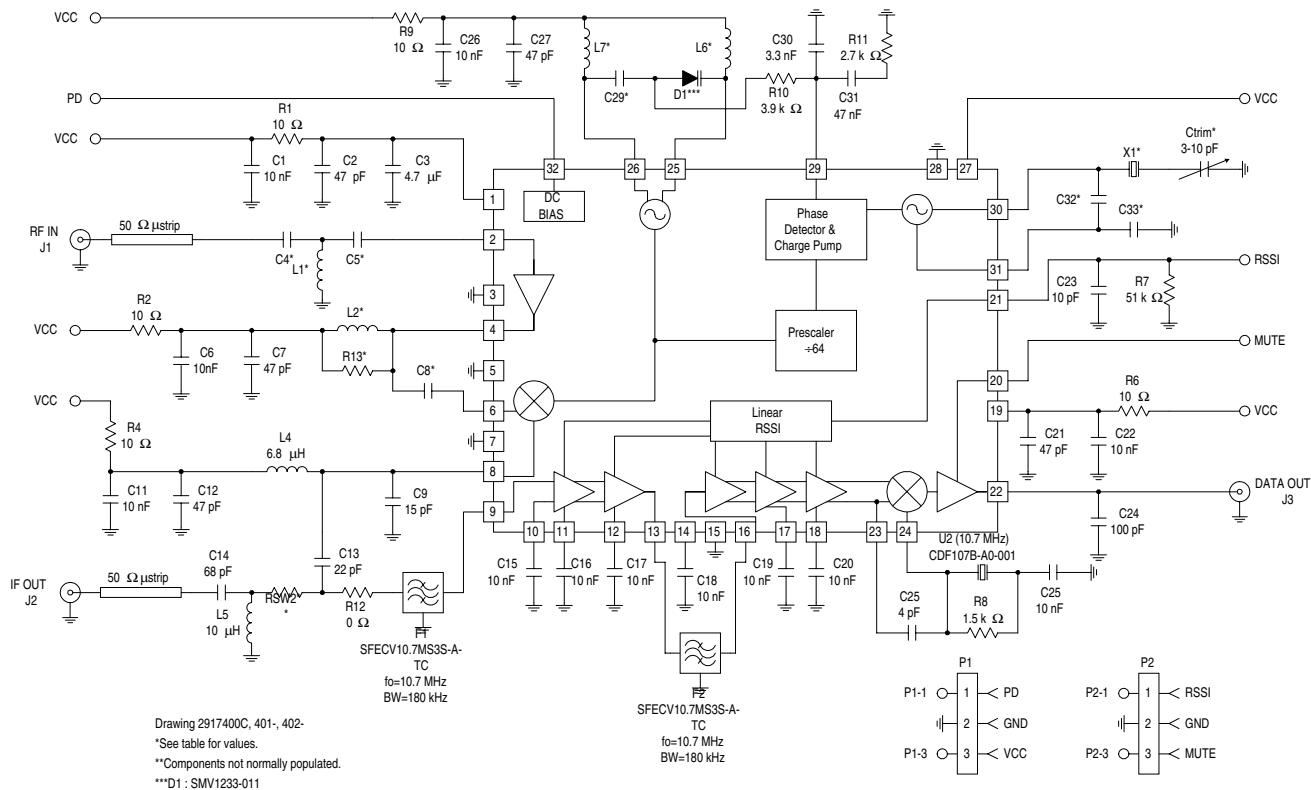 VCC
R9
10 Ω
C26
10 nF
C27
47 pF
L7*
L6*
C29*
D1***
C30
3.3 nF
R11
2.7 k Ω
R10
3.9 k Ω
C31
47 nF
PD
VCC
VCC
R1
10 Ω
C1
10 nF
C2
47 pF
C3
4.7 µF
32
26
25
29
28
27
DC
BIAS
Ctrim*
3-10 pF
X1*
1
30
C32*
C33*
RF IN
J1
50 Ω µstrip
C4*
L1*
C5*
2
Phase
Detector &
Charge Pump
31
RSSI
3
21
C23
10 pF
R7
51 k Ω
R2
10 Ω
VCC
L2*
4
Prescaler
÷64
MUTE
C6
10nF
C7
47 pF
R13*
C8*
5
20
VCC
6
R4
10 Ω
Linear
RSSI
19
R6
10 Ω
VCC
7
C21
47 pF
C22
10 nF
L4
6.8 µH
8
C11
10 nF
C12
47 pF
C9
15 pF
9
22
DATA OUT
J3
C24
100 pF
10
11
12
13
14
15
16
17
18
23
24
U2 (10.7 MHz)
CDF107B-A0-001
C15
10 nF
C16
10 nF
C17
10 nF
C18
10 nF
C19
10 nF
C20
10 nF
C14
68 pF
C13
22 pF
IF OUT
J2
50 Ω µstrip
L5
10 µH
RSW2
*
R12
0 Ω
C25
4 pF
R8
1.5 k Ω
C25
10 nF
F1
SFECV10.7MS3S-A-
TC
fo=10.7 MHz
BW=180 kHz
F2
SFECV10.7MS3S-A-
TC
fo=10.7 MHz
BW=180 kHz
P1
P1-1
1
PD
2
GND
P1-3
3
VCC
P2
P2-1
1
RSSI
2
GND
P2-3
3
MUTE
Drawing 2917400C, 401-, 402-
*See table for values.
**Components not normally populated.
***D1 : SMV1233-011